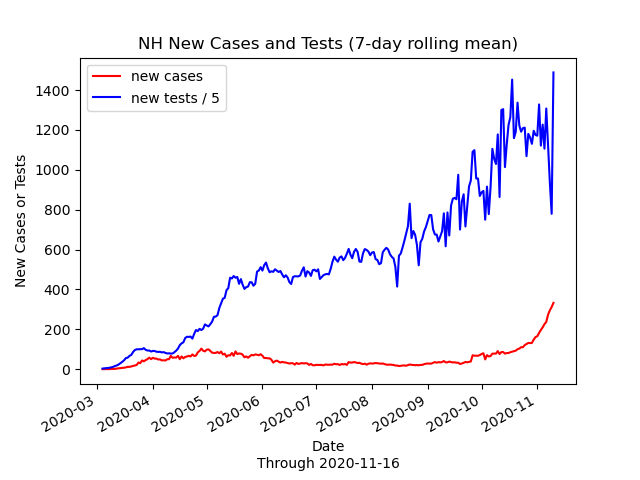 NH New Cases and Tests (7-day rolling mean)
new cases
new tests / 5
1400
1200
1000
800
600
400
200
0
New Cases or Tests
2020-03
2020-04
2020-05
2020-06
2020-07
2020-08
2020-09
2020-10
2020-11
Date
Through 2020-11-16